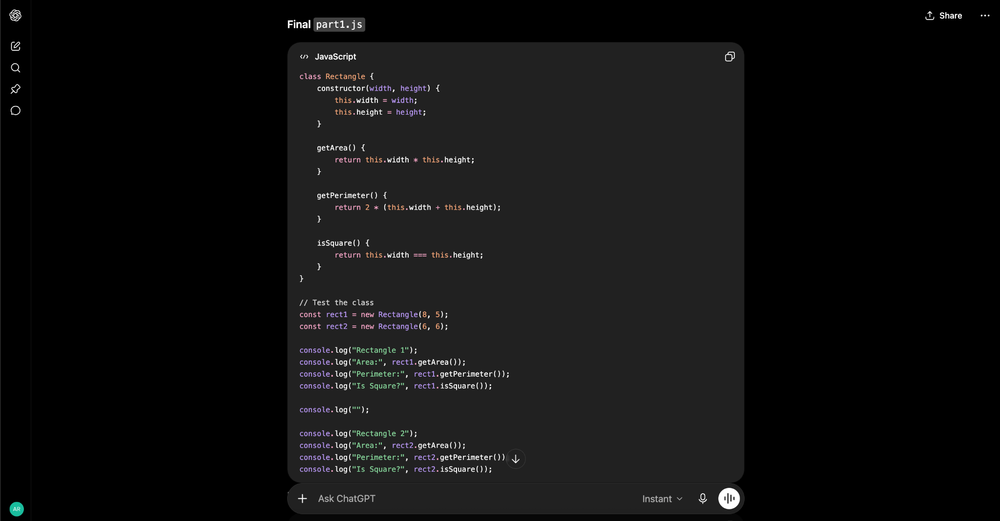 Share
Final part1.js
JavaScript
class Rectangle {
    constructor(width, height) {
        this.width = width;
        this.height = height;
    }

    getArea() {
        return this.width * this.height;
    }

    getPerimeter() {
        return 2 * (this.width + this.height);
    }

    isSquare() {
        return this.width === this.height;
    }
}

// Test the class
const rect1 = new Rectangle(8, 5);
const rect2 = new Rectangle(6, 6);

console.log("Rectangle 1");
console.log("Area:", rect1.getArea());
console.log("Perimeter:", rect1.getPerimeter());
console.log("Is Square?", rect1.isSquare());

console.log("");

console.log("Rectangle 2");
console.log("Area:", rect2.getArea());
console.log("Perimeter:", rect2.getPerimeter())
console.log("Is Square?", rect2.isSquare());
Ask ChatGPT
Instant
AR